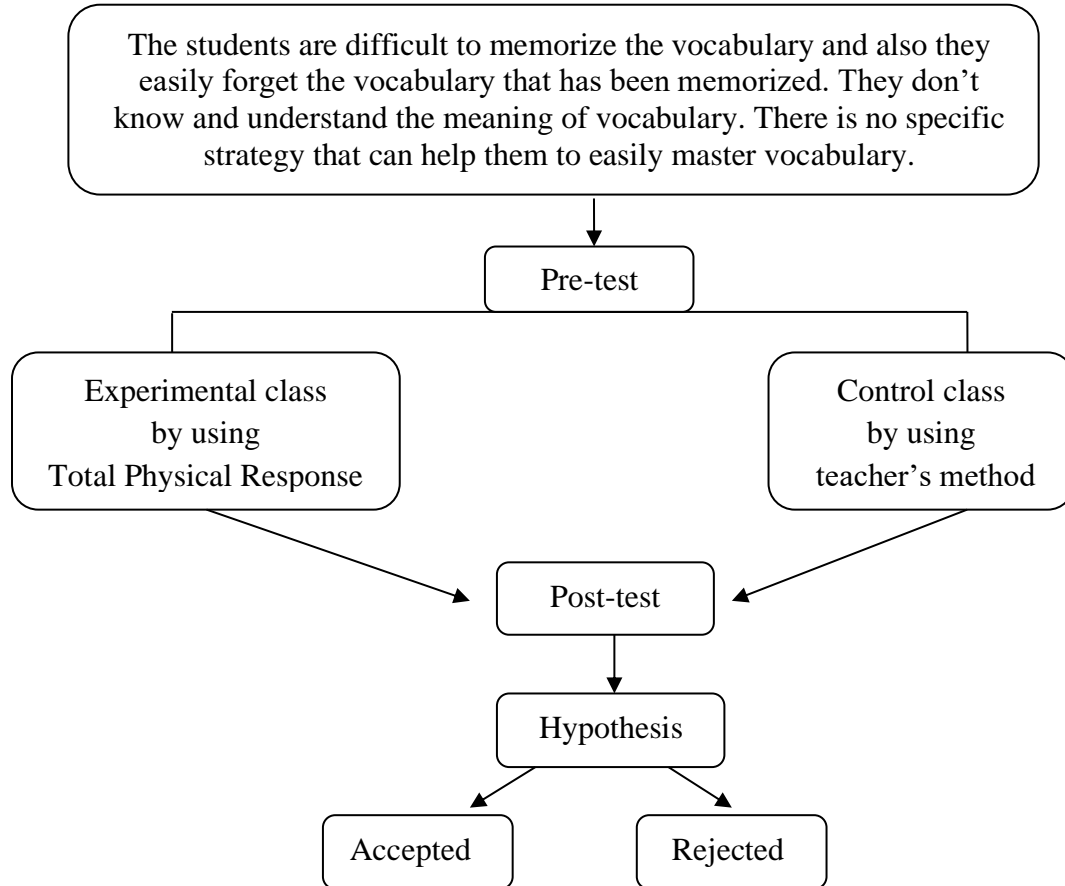 The students are difficult to memorize the vocabulary and also they
easily forget the vocabulary that has been memorized. They don’t
know and understand the meaning of vocabulary. There is no specific
strategy that can help them to easily master vocabulary.
Pre-test
Experimental class
by using
Total Physical Response
Control class
by using
teacher’s method
Post-test
Hypothesis
Accepted
Rejected